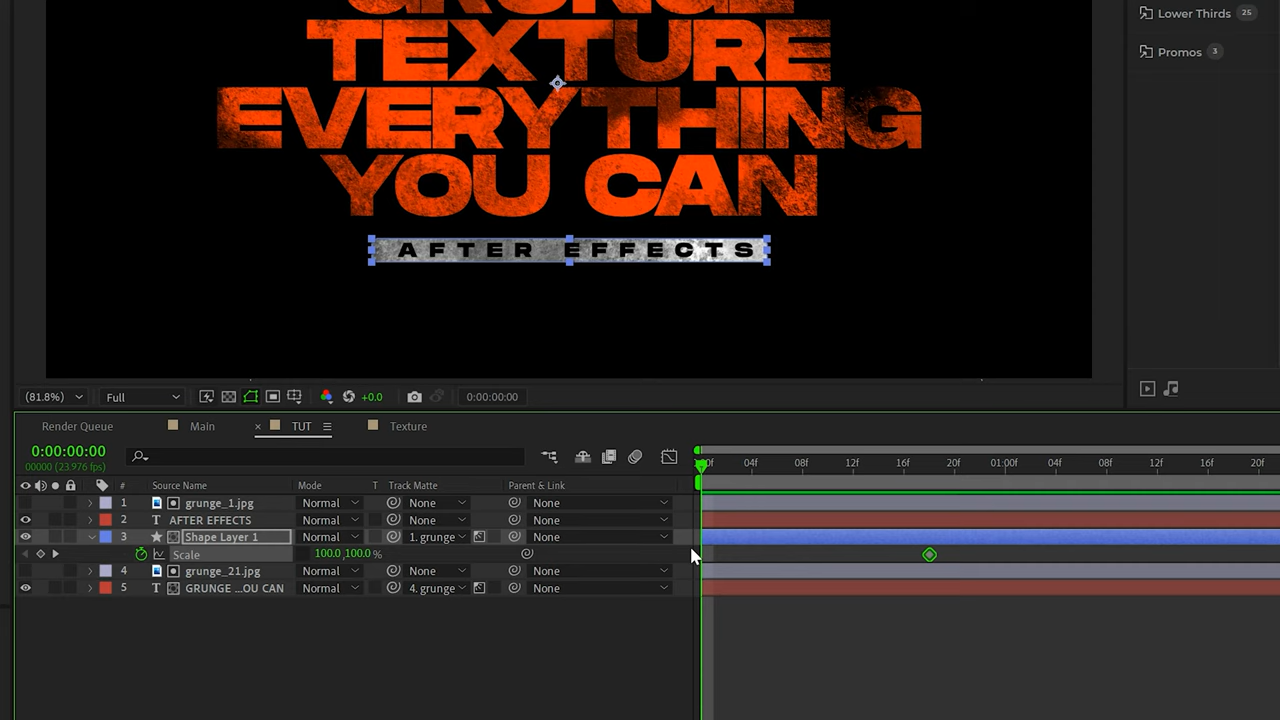 Lower Thirds 25
Promos 3
TEXTURE
EVERYTHING
YOU CAN
AFTER EFFECTS
(81.8%) Full +0.0 0:00:00:00
Render Queue Main × TUT Texture
0:00:00:00
00000 (23.976 fps)
:00f 04f 08f 12f 16f 20f 01:00f 04f 08f 12f 16f 20f
# Source Name Mode T Track Matte Parent & Link
1 grunge_1.jpg Normal None None
2 T AFTER EFFECTS Normal None None
3 Shape Layer 1 Normal 1. grunge None
Scale 100.0,100.0 %
4 grunge_21.jpg Normal None None
5 T GRUNGE ...OU CAN Normal 4. grunge None